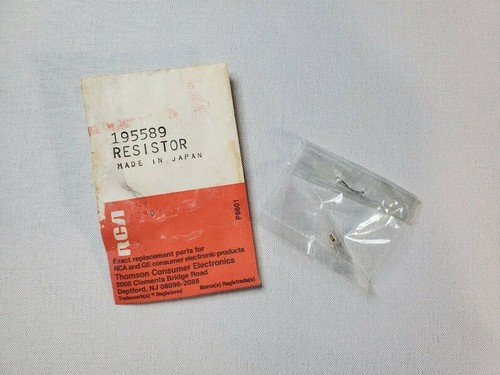 195589
RESISTOR
MADE IN JAPAN
RCA
P8601
Exact replacement parts for
RCA and GE consumer electronic products
Thomson Consumer Electronics
2000 Clements Bridge Road
Deptford, NJ 08096-2088
Trademark(s) ® Registered
Marca(s) Registrada(s)